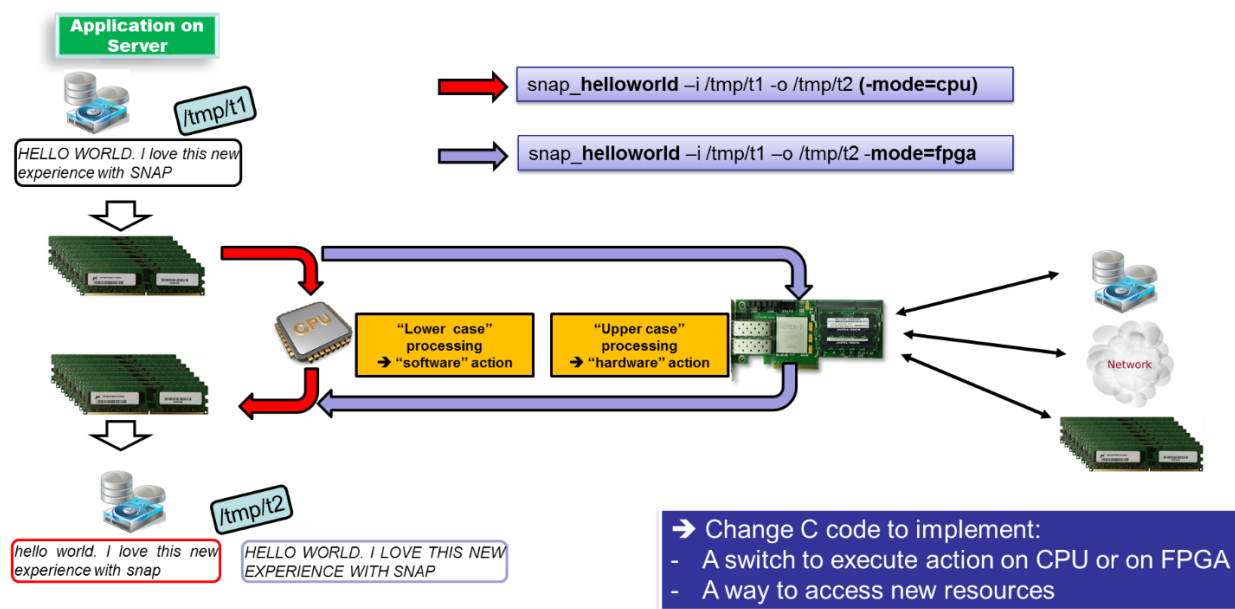 Application on
Server
/tmp/t1
HELLO WORLD. I love this new
experience with SNAP
snap_helloworld –i /tmp/t1 -o /tmp/t2 (-mode=cpu)
snap_helloworld –i /tmp/t1 –o /tmp/t2 -mode=fpga
CPU
“Lower case”
processing
➔ “software” action
“Upper case”
processing
➔ “hardware” action
Network
/tmp/t2
hello world. I love this new
experience with snap
HELLO WORLD. I LOVE THIS NEW
EXPERIENCE WITH SNAP
➔ Change C code to implement:
- A switch to execute action on CPU or on FPGA
- A way to access new resources